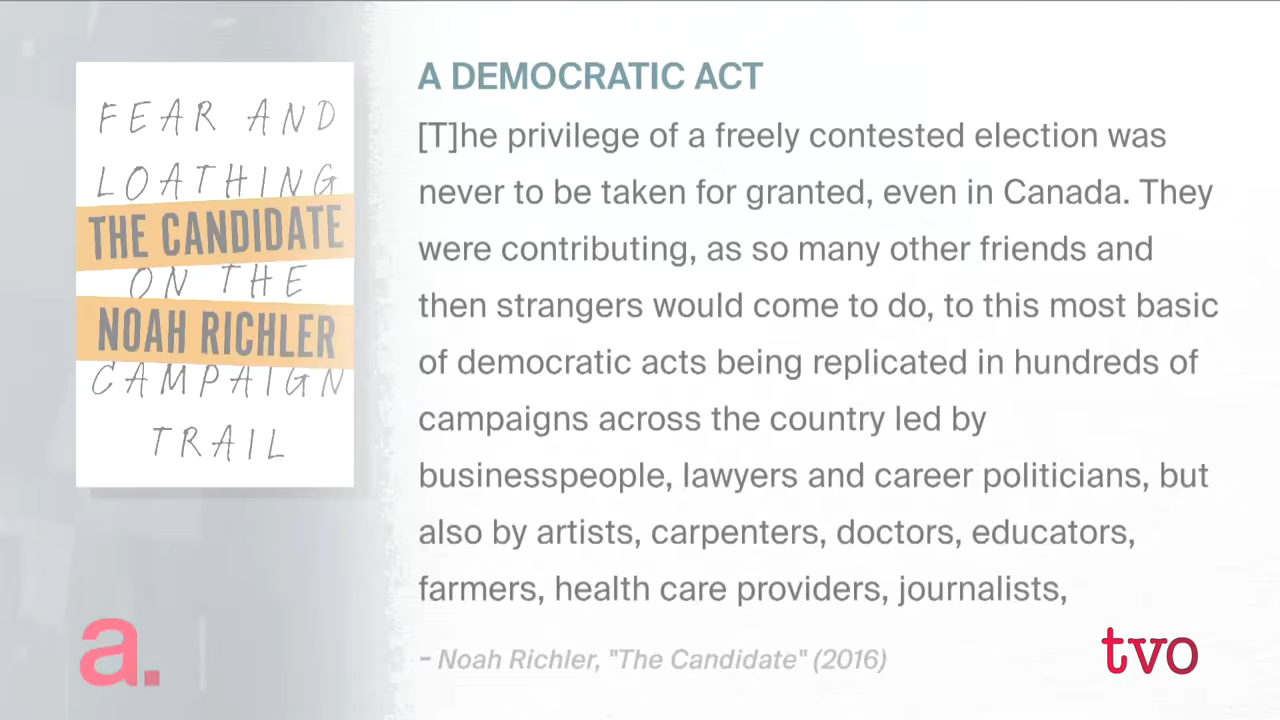 FEAR AND
LOATHING
THE CANDIDATE
ON THE
NOAH RICHLER
CAMPAIGN
TRAIL
A DEMOCRATIC ACT
[T]he privilege of a freely contested election was
never to be taken for granted, even in Canada. They
were contributing, as so many other friends and
then strangers would come to do, to this most basic
of democratic acts being replicated in hundreds of
campaigns across the country led by
businesspeople, lawyers and career politicians, but
also by artists, carpenters, doctors, educators,
farmers, health care providers, journalists,
– Noah Richler, "The Candidate" (2016)
a.
tvo